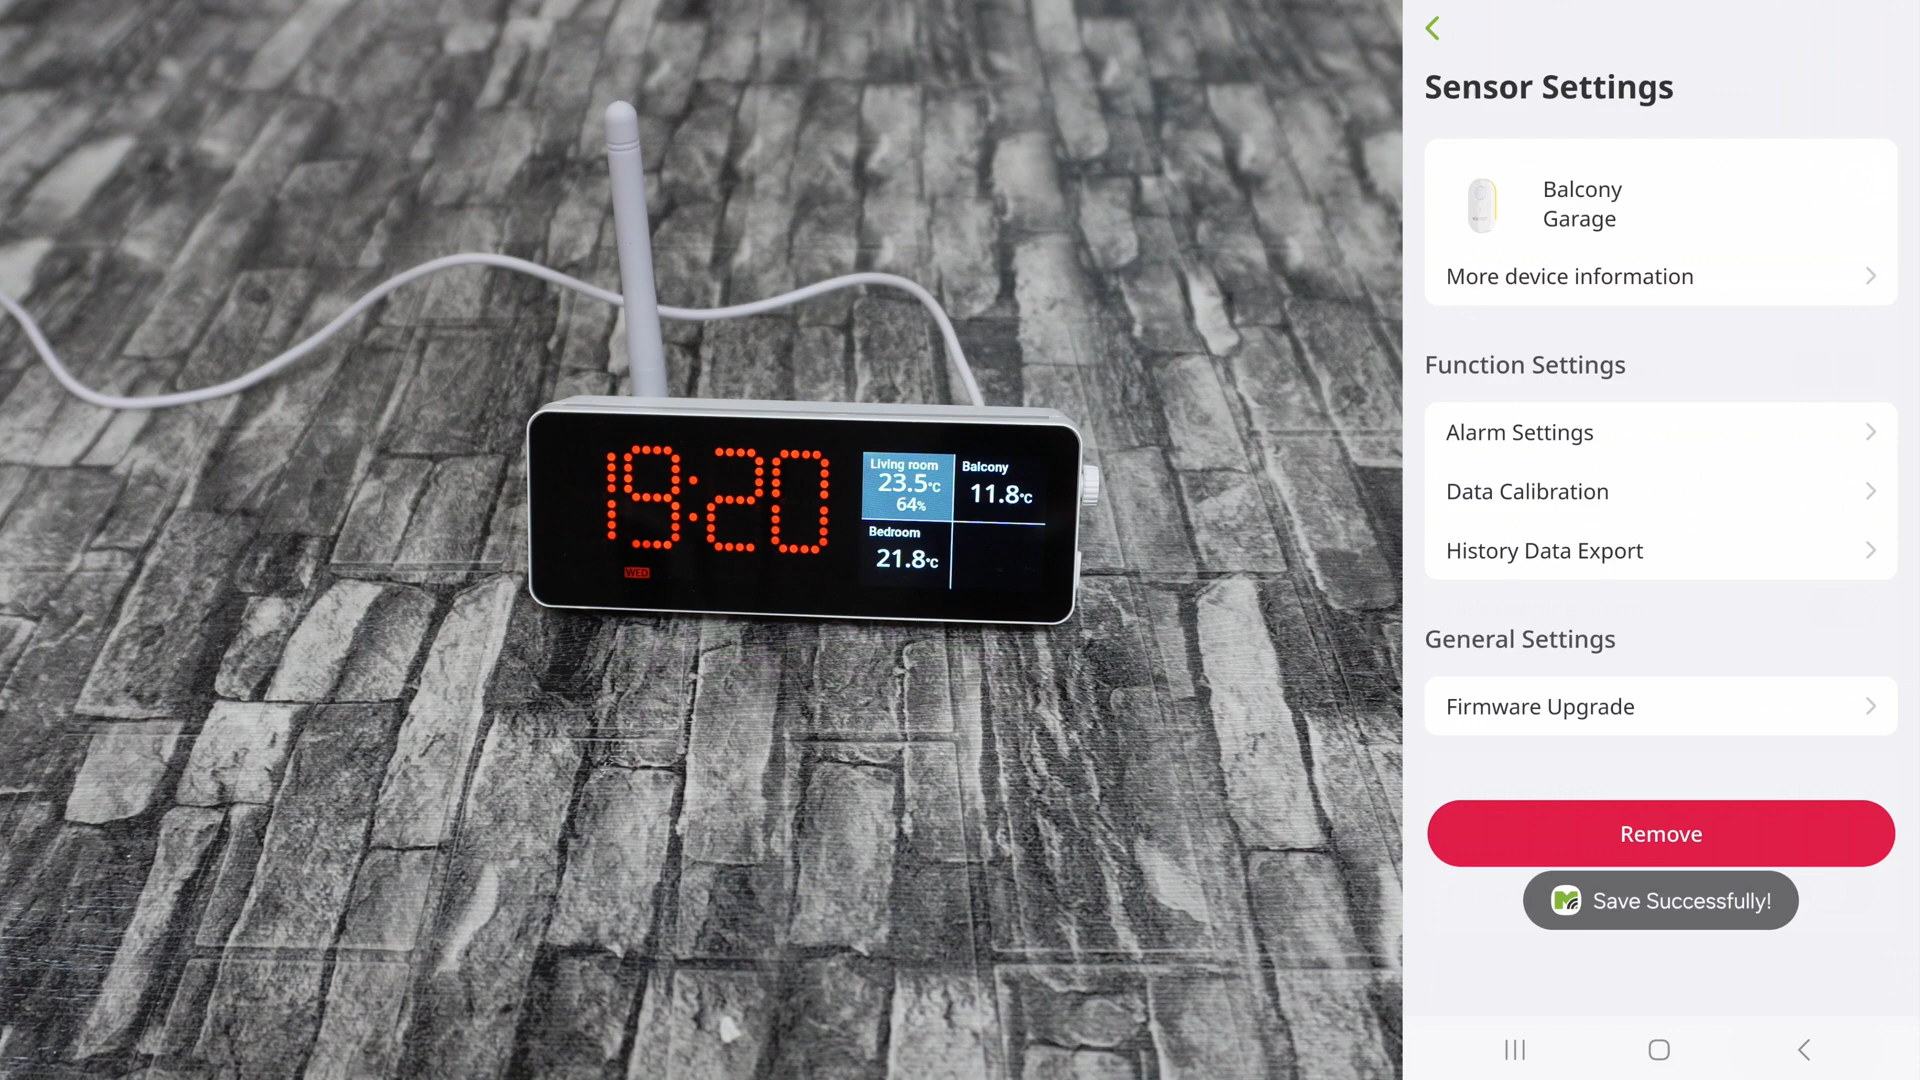 19:20
WED
Living room
23.5°C
64%
Balcony
11.8°C
Bedroom
21.8°C
Sensor Settings
Balcony
Garage
More device information
Function Settings
Alarm Settings
Data Calibration
History Data Export
General Settings
Firmware Upgrade
Remove
Save Successfully!